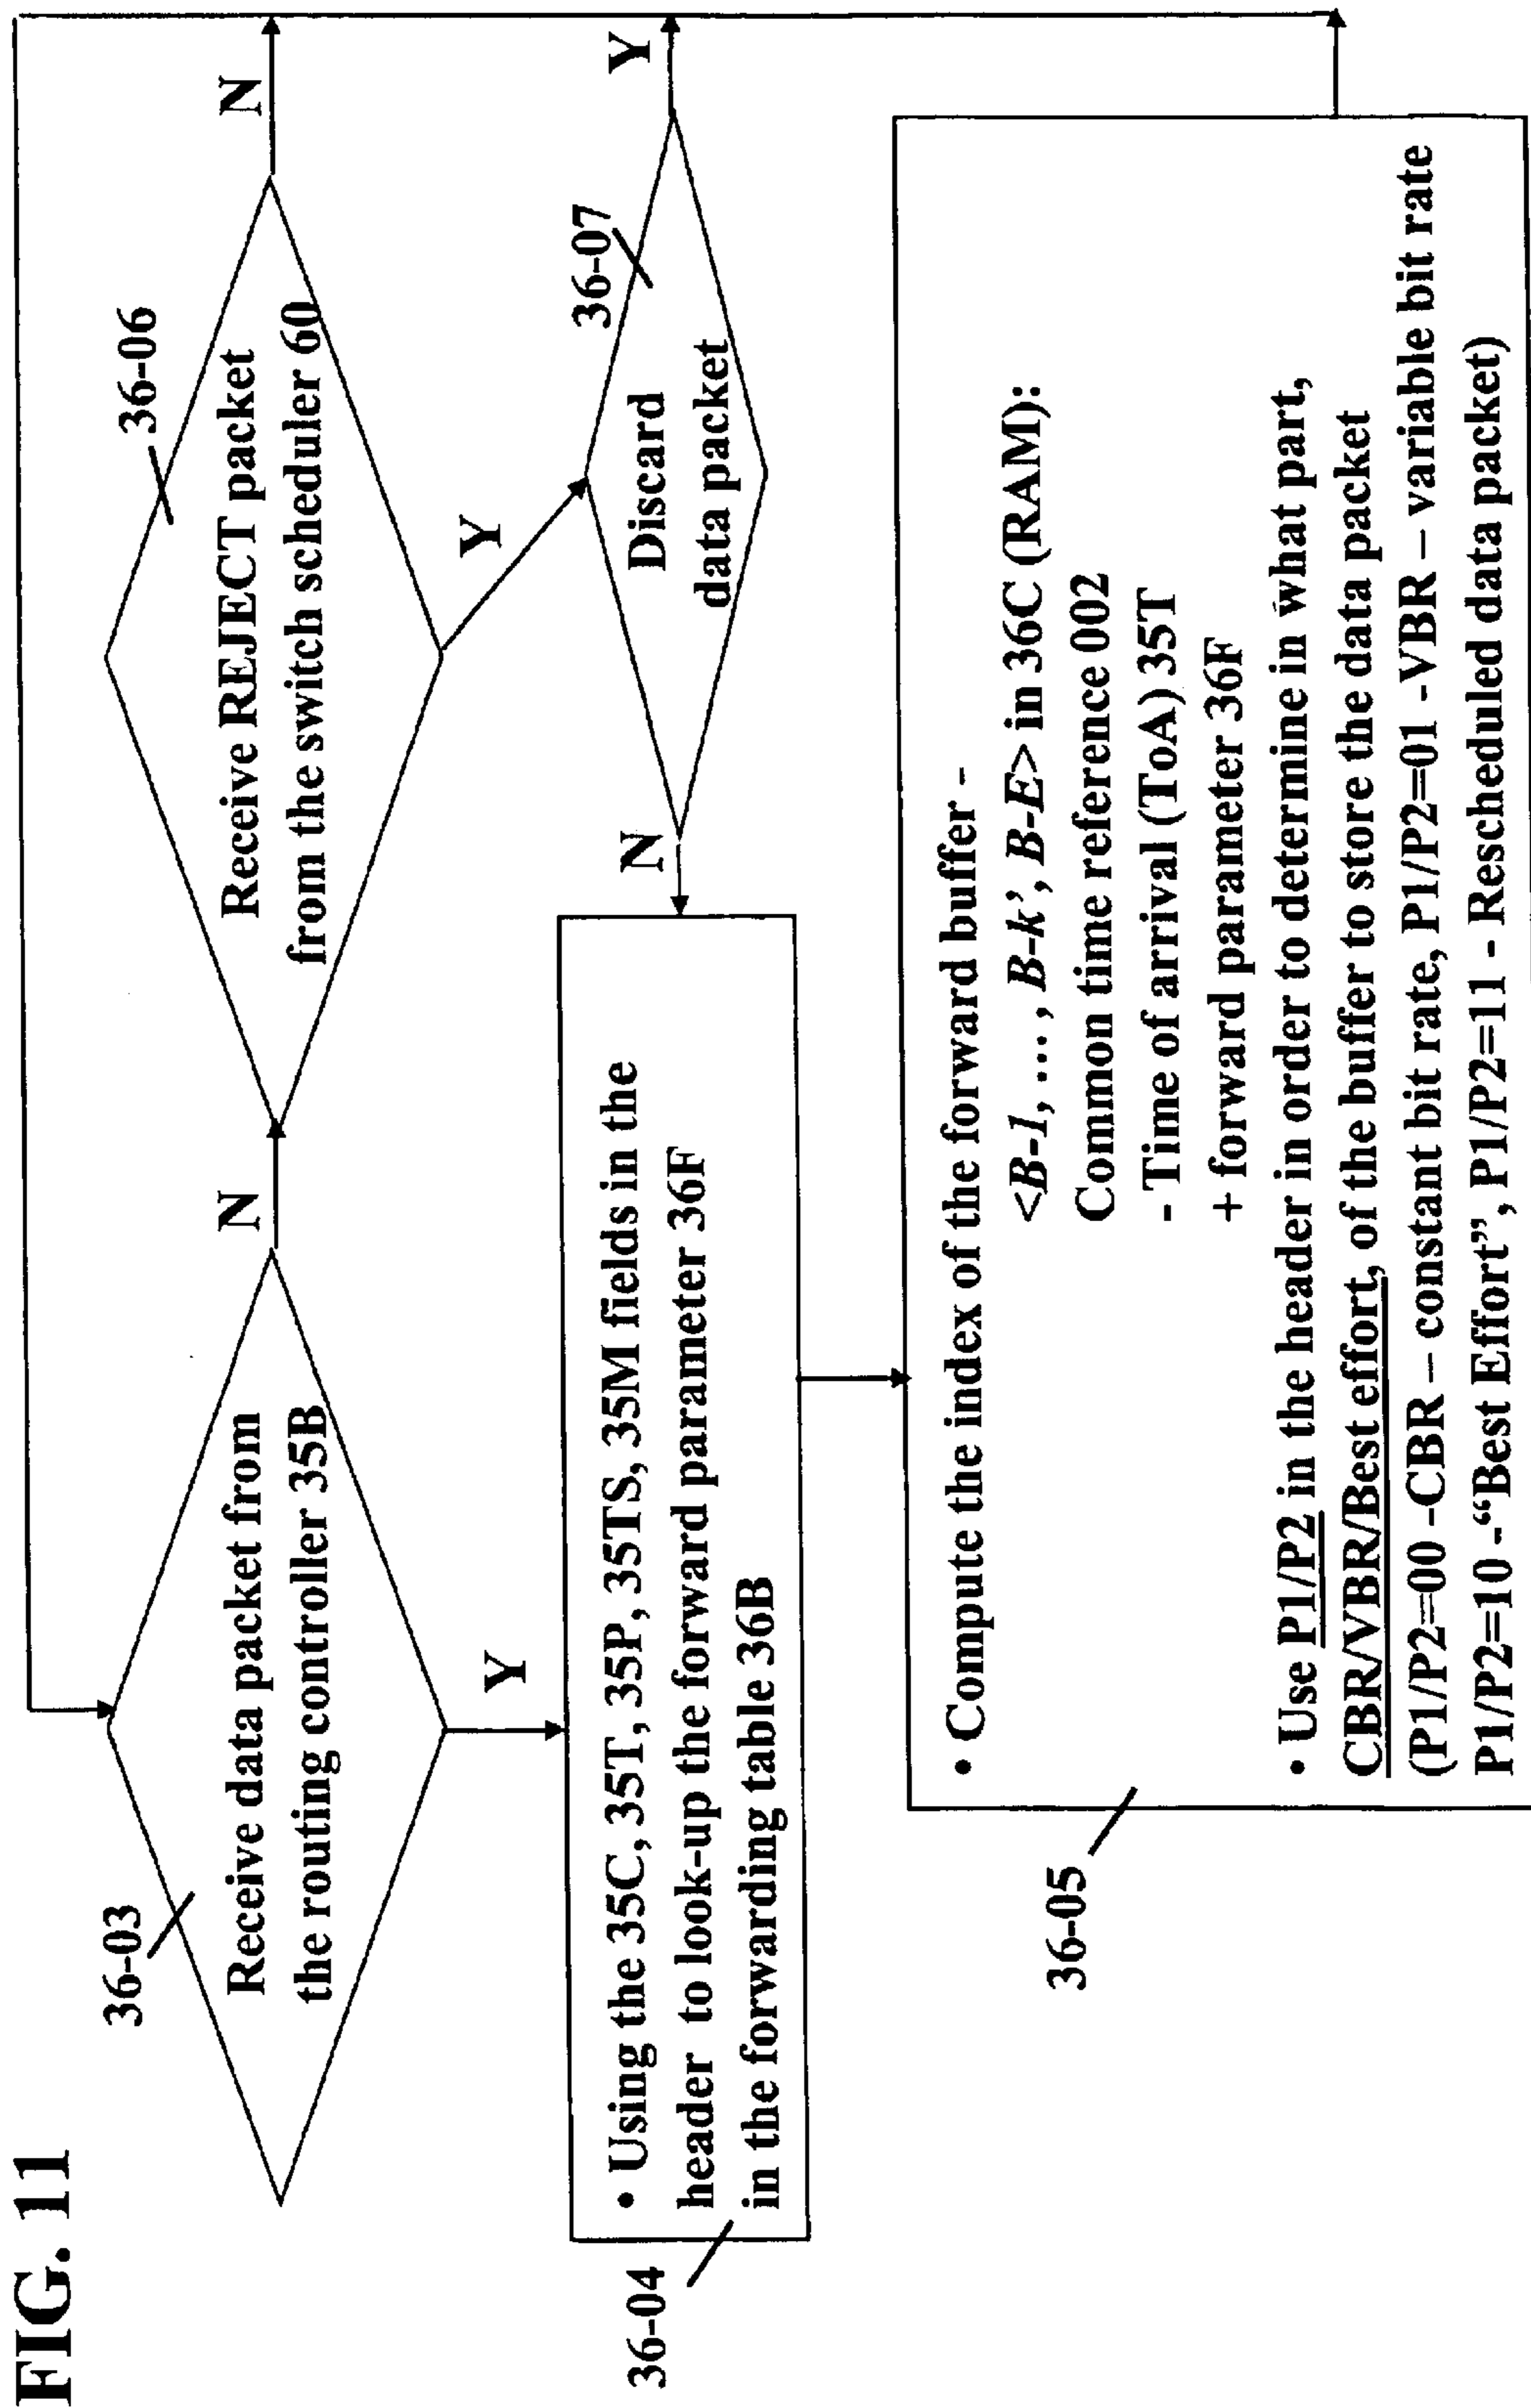 FIG. 11
36-03
Receive data packet from
the routing controller 35B
N
Y
36-06
Receive REJECT packet
from the switch scheduler 60
N
Y
36-07
Discard
data packet
Y
N
36-04
• Using the 35C, 35T, 35P, 35TS, 35M fields in the
header to look-up the forward parameter 36F
in the forwarding table 36B
36-05
• Compute the index of the forward buffer -
<B-1, ..., B-k', B-E> in 36C (RAM):
Common time reference 002
- Time of arrival (ToA) 35T
+ forward parameter 36F
• Use P1/P2 in the header in order to determine in what part,
CBR/VBR/Best effort, of the buffer to store the data packet
(P1/P2=00 -CBR – constant bit rate, P1/P2=01 -VBR – variable bit rate
P1/P2=10 -“Best Effort”, P1/P2=11 - Rescheduled data packet)